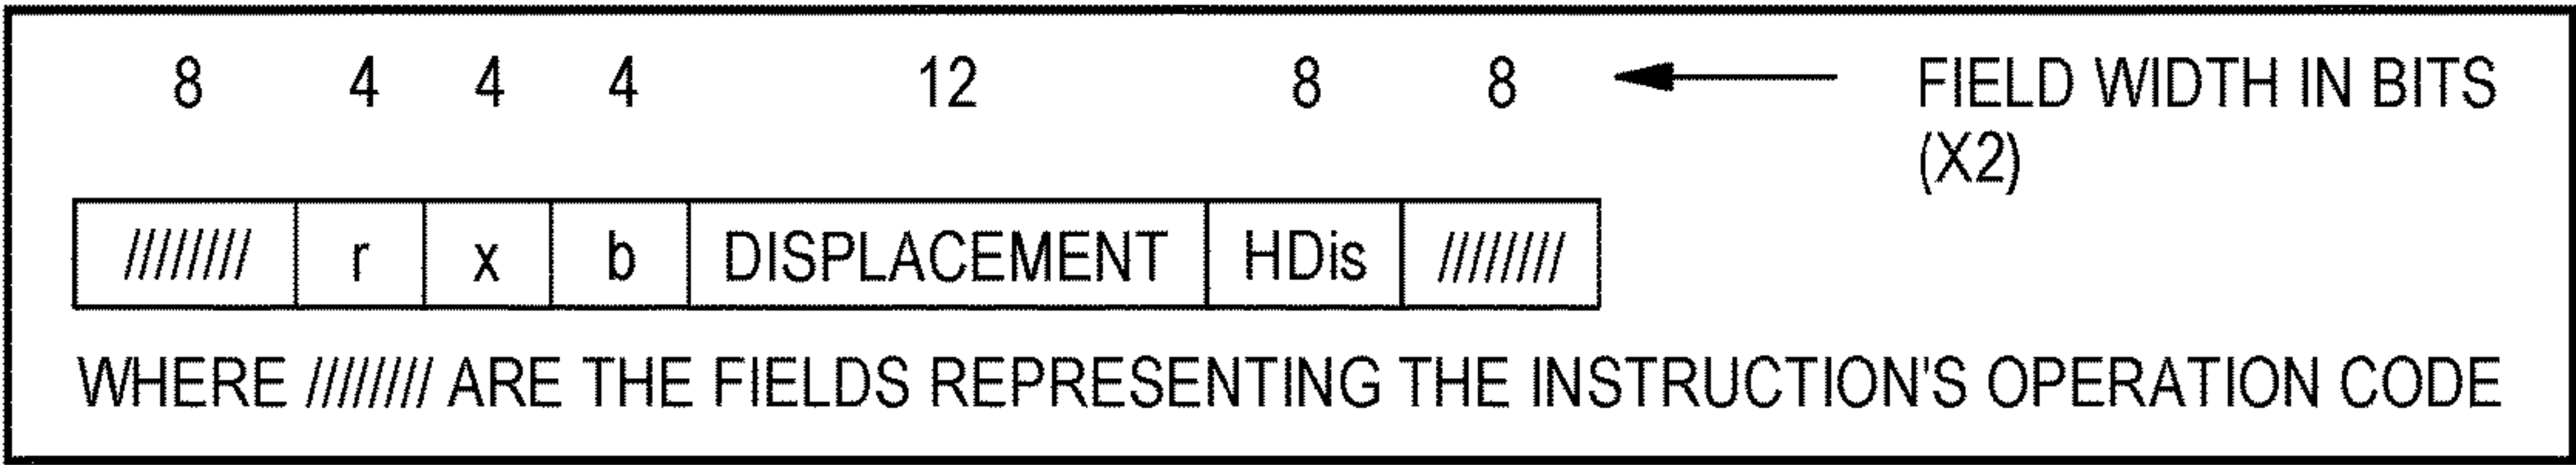 8 4 4 4 12 8 8 FIELD WIDTH IN BITS
(X2)
//////// r x b DISPLACEMENT HDis ////////
WHERE //////// ARE THE FIELDS REPRESENTING THE INSTRUCTION'S OPERATION CODE